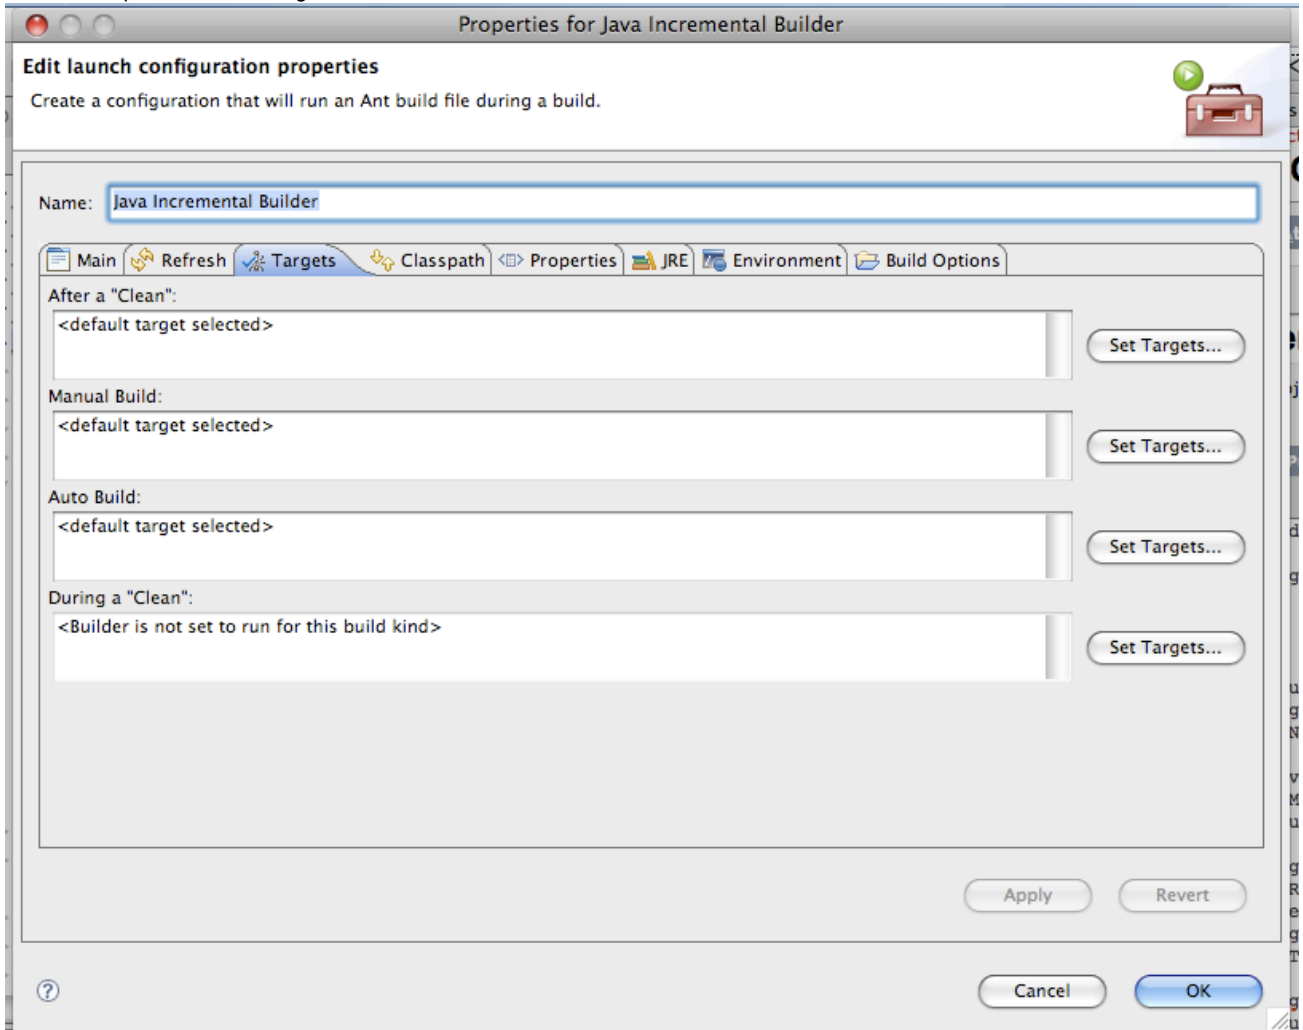 Properties for Java Incremental Builder
Edit launch configuration properties
Create a configuration that will run an Ant build file during a build.
Name: Java Incremental Builder
Main Refresh Targets Classpath Properties JRE Environment Build Options
After a "Clean":
<default target selected>
Set Targets...
Manual Build:
<default target selected>
Set Targets...
Auto Build:
<default target selected>
Set Targets...
During a "Clean":
<Builder is not set to run for this build kind>
Set Targets...
Apply Revert
Cancel OK